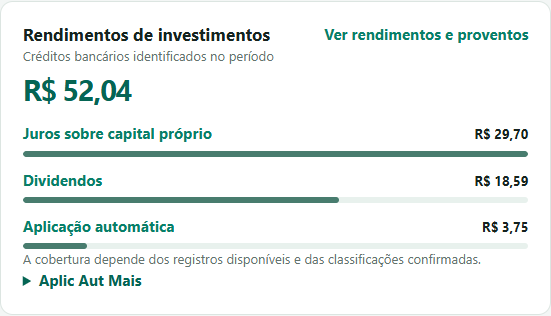 Rendimentos de investimentos
Ver rendimentos e proventos
Créditos bancários identificados no período
R$ 52,04
Juros sobre capital próprio
R$ 29,70
Dividendos
R$ 18,59
Aplicação automática
R$ 3,75
A cobertura depende dos registros disponíveis e das classificações confirmadas.
Aplic Aut Mais